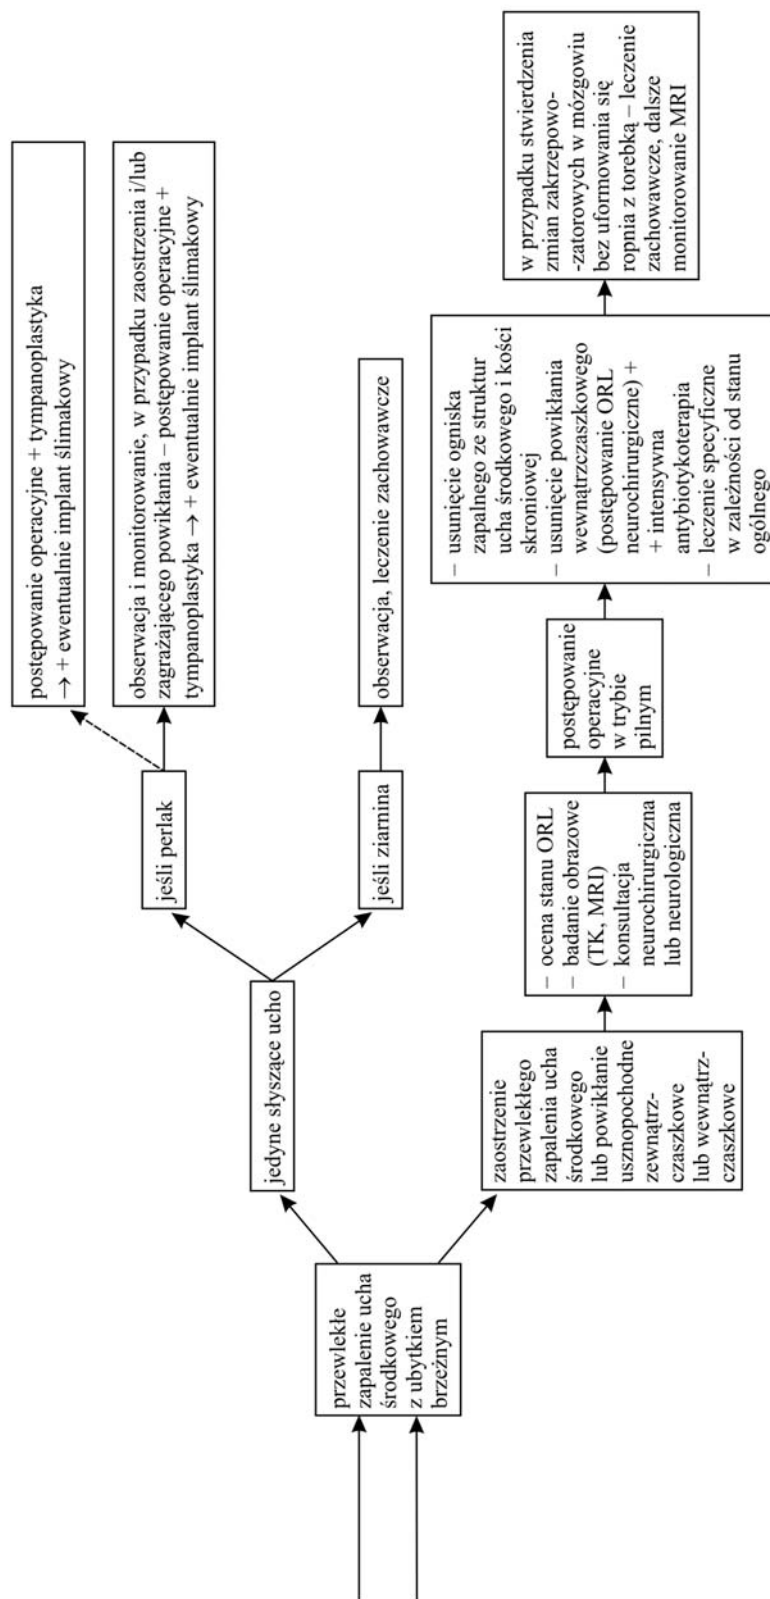 przewlekłe
zapalenie ucha
środkowego
z ubytkiem
brzeżnym
jedyne słyszące ucho
jeśli perlak
postępowanie operacyjne + tympanoplastyka
→ + ewentualnie implant ślimakowy
obserwacja i monitorowanie, w przypadku zaostrzenia i/lub
zagrażającego powikłania – postępowanie operacyjne +
tympanoplastyka → + ewentualnie implant ślimakowy
jeśli ziarnina
obserwacja, leczenie zachowawcze
zaostrzenie
przewlekłego
zapalenia ucha
środkowego
lub powikłanie
usznopochodne
zewnątrz-
czaszkowe
lub wewnątrz-
czaszkowe
– ocena stanu ORL
– badanie obrazowe
(TK, MRI)
– konsultacja
neurochirurgiczna
lub neurologiczna
postępowanie
operacyjne
w trybie
pilnym
– usunięcie ogniska
zapalnego ze struktur
ucha środkowego i kości
skroniowej
– usunięcie powikłania
wewnątrzczaszkowego
(postępowanie ORL
neurochirurgiczne) +
+ intensywna
antybiotykoterapia
– leczenie specyficzne
w zależności od stanu
ogólnego
w przypadku stwierdzenia
zmian zakrzepowo-
-zatorowych w mózgowiu
bez uformowania się
ropnia z torebką – leczenie
zachowawcze, dalsze
monitorowanie MRI